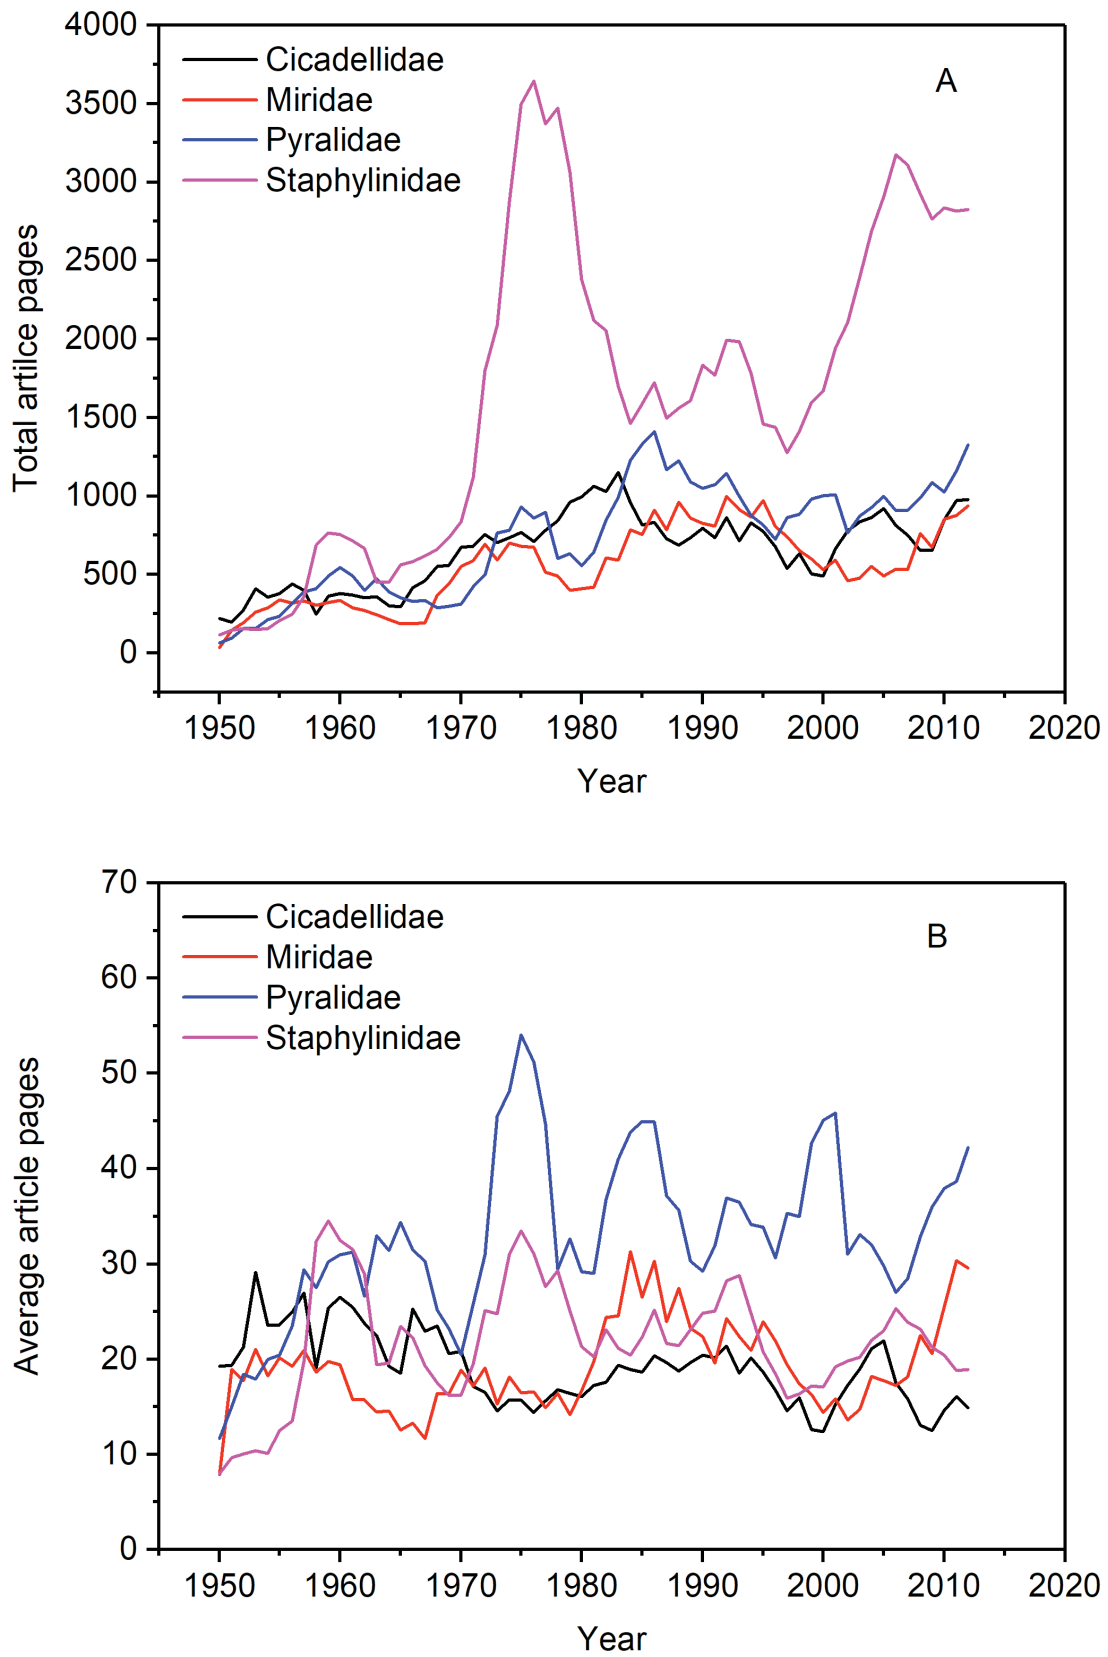 4000
3500
3000
2500
2000
1500
1000
500
0
Total artilce pages
Cicadellidae
Miridae
Pyralidae
Staphylinidae
A
1950 1960 1970 1980 1990 2000 2010 2020
Year
70
60
50
40
30
20
10
0
Average article pages
Cicadellidae
Miridae
Pyralidae
Staphylinidae
B
1950 1960 1970 1980 1990 2000 2010 2020
Year